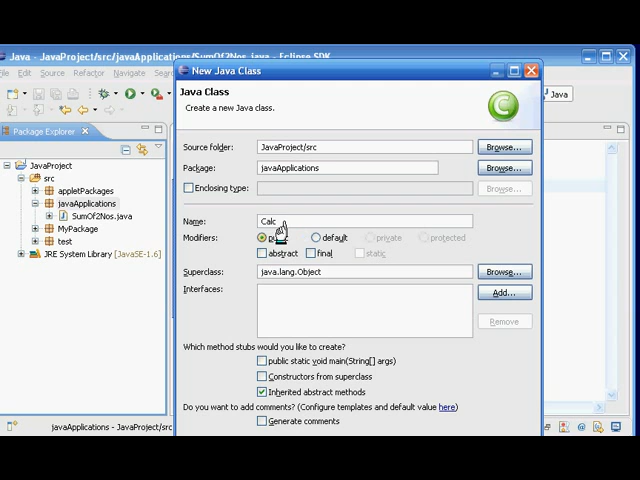 Java - JavaProject/src/javaApplications/SumOf2Nos.java - Eclipse SDK
File Edit Source Refactor Navigate Sear
Java
Package Explorer
JavaProject
src
appletPackages
javaApplications
SumOf2Nos.java
MyPackage
test
JRE System Library [JavaSE-1.6]
New Java Class
Java Class
Create a new Java class.
Source folder: JavaProject/src Browse...
Package: javaApplications Browse...
Enclosing type: Browse...
Name: Calc
Modifiers: default private protected
abstract final static
Superclass: java.lang.Object Browse...
Interfaces: Add...
Remove
Which method stubs would you like to create?
public static void main(String[] args)
Constructors from superclass
Inherited abstract methods
Do you want to add comments? (Configure templates and default value here)
Generate comments
javaApplications - JavaProject/src